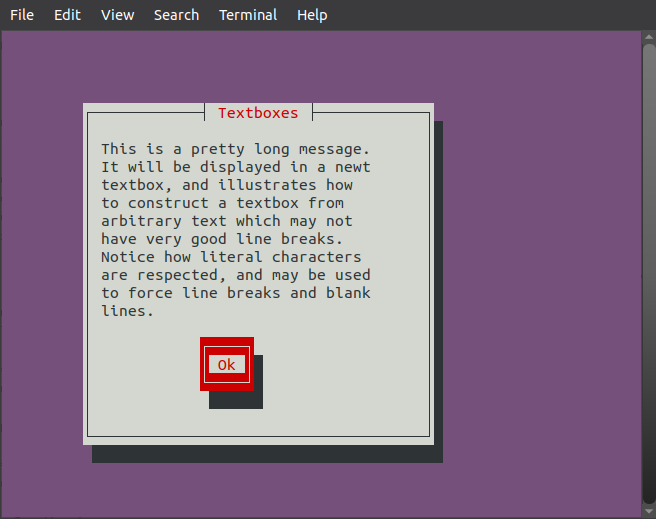 File Edit View Search Terminal Help
Textboxes
This is a pretty long message.
It will be displayed in a newt
textbox, and illustrates how
to construct a textbox from
arbitrary text which may not
have very good line breaks.
Notice how literal characters
are respected, and may be used
to force line breaks and blank
lines.
Ok